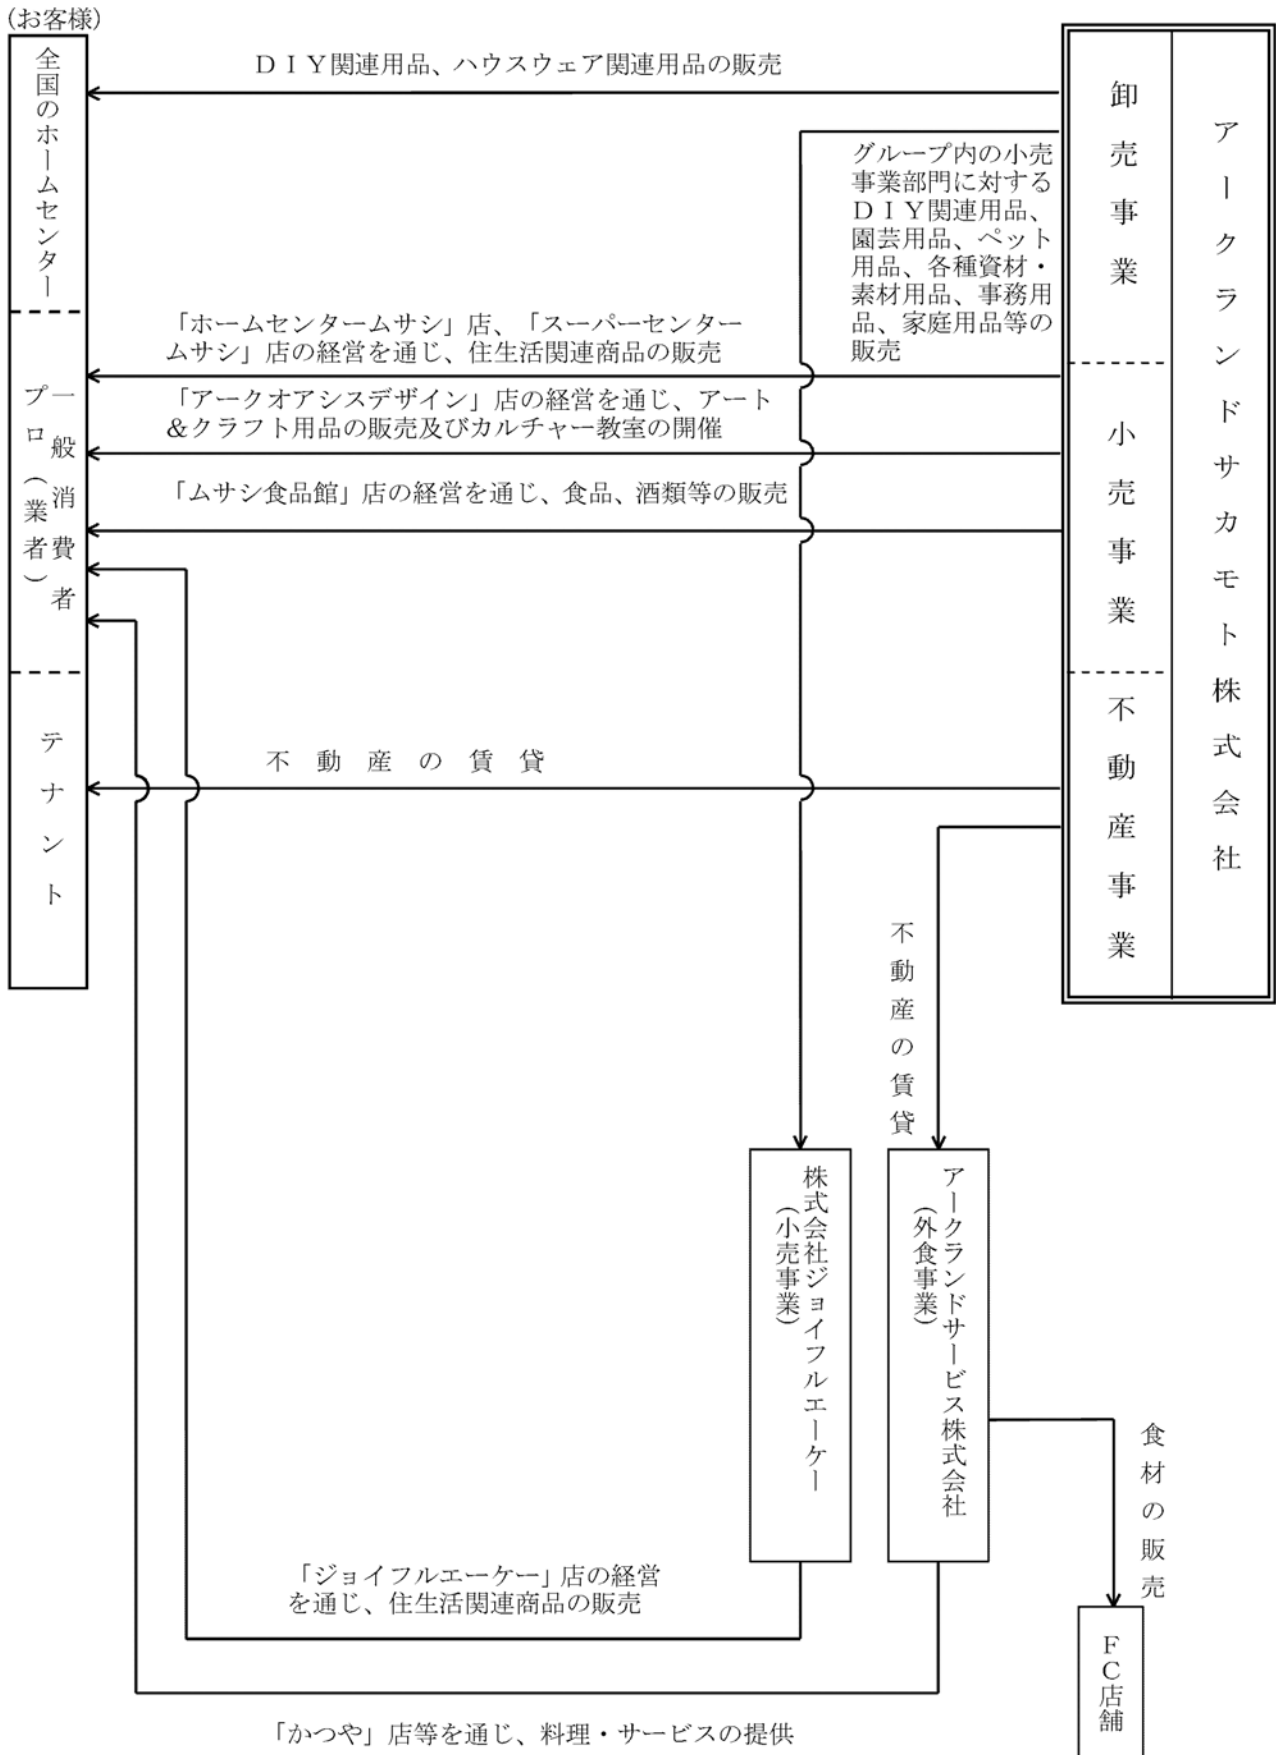 (お客様)
全国のホームセンター
一般消費者
プロ(業者)
テナント
ＤＩＹ関連用品、ハウスウェア関連用品の販売
グループ内の小売
事業部門に対する
ＤＩＹ関連用品、
園芸用品、ペット
用品、各種資材・
素材用品、事務用
品、家庭用品等の
販売
「ホームセンタームサシ」店、「スーパーセンター
ムサシ」店の経営を通じ、住生活関連商品の販売
「アークオアシスデザイン」店の経営を通じ、アート
&クラフト用品の販売及びカルチャー教室の開催
「ムサシ食品館」店の経営を通じ、食品、酒類等の販売
不動産の賃貸
アークランドサカモト株式会社
卸売事業
小売事業
不動産事業
不動産の賃貸
株式会社ジョイフルエーケー
(小売事業)
アークランドサービス株式会社
(外食事業)
食材の販売
ＦＣ店舗
「ジョイフルエーケー」店の経営
を通じ、住生活関連商品の販売
「かつや」店等を通じ、料理・サービスの提供